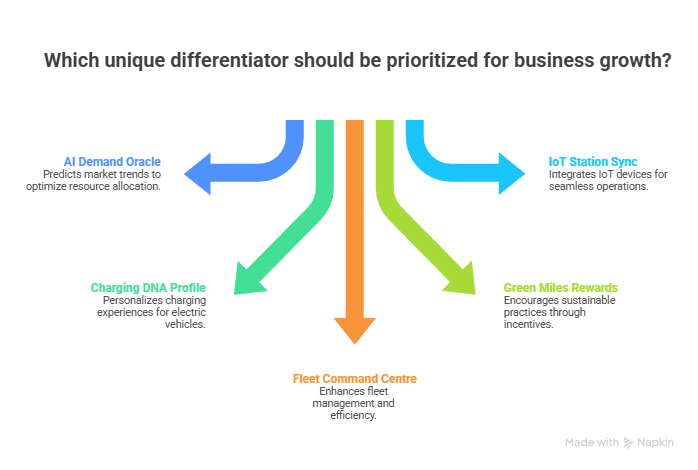 Which unique differentiator should be prioritized for business growth?
AI Demand Oracle
Predicts market trends to
optimize resource allocation.
IoT Station Sync
Integrates IoT devices for
seamless operations.
Charging DNA Profile
Personalizes charging
experiences for electric
vehicles.
Green Miles Rewards
Encourages sustainable
practices through
incentives.
Fleet Command Centre
Enhances fleet
management and
efficiency.
Made with Napkin